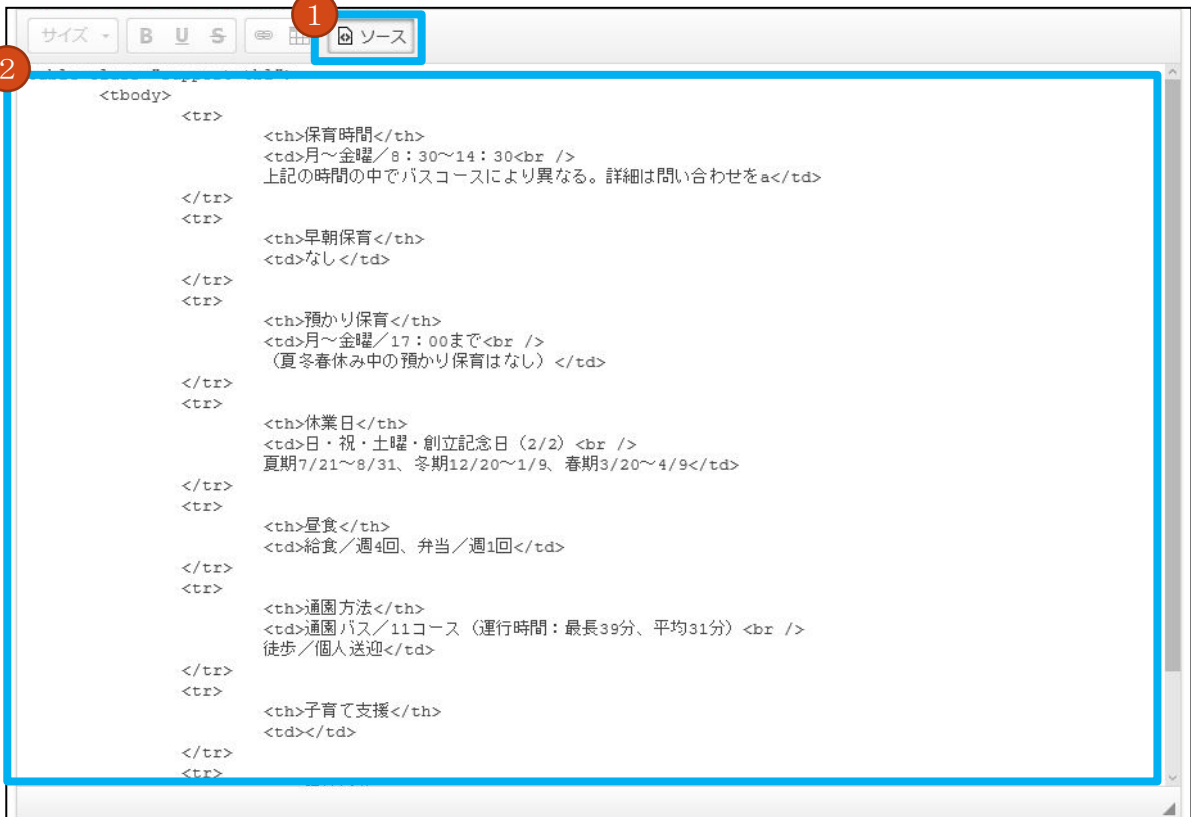 1
サイズ B U S ソース
2
<tbody>
<tr>
<th>保育時間</th>
<td>月～金曜／8：30～14：30<br />
上記の時間の中でバスコースにより異なる。詳細は問い合わせをa</td>
</tr>
<tr>
<th>早朝保育</th>
<td>なし</td>
</tr>
<tr>
<th>預かり保育</th>
<td>月～金曜／17：00まで<br />
（夏冬春休み中の預かり保育はなし）</td>
</tr>
<tr>
<th>休業日</th>
<td>日・祝・土曜・創立記念日（2/2）<br />
夏期7/21～8/31、冬期12/20～1/9、春期3/20～4/9</td>
</tr>
<tr>
<th>昼食</th>
<td>給食／週4回、弁当／週1回</td>
</tr>
<tr>
<th>通園方法</th>
<td>通園バス／11コース（運行時間：最長39分、平均31分）<br />
徒歩／個人送迎</td>
</tr>
<tr>
<th>子育て支援</th>
<td></td>
</tr>
<tr>